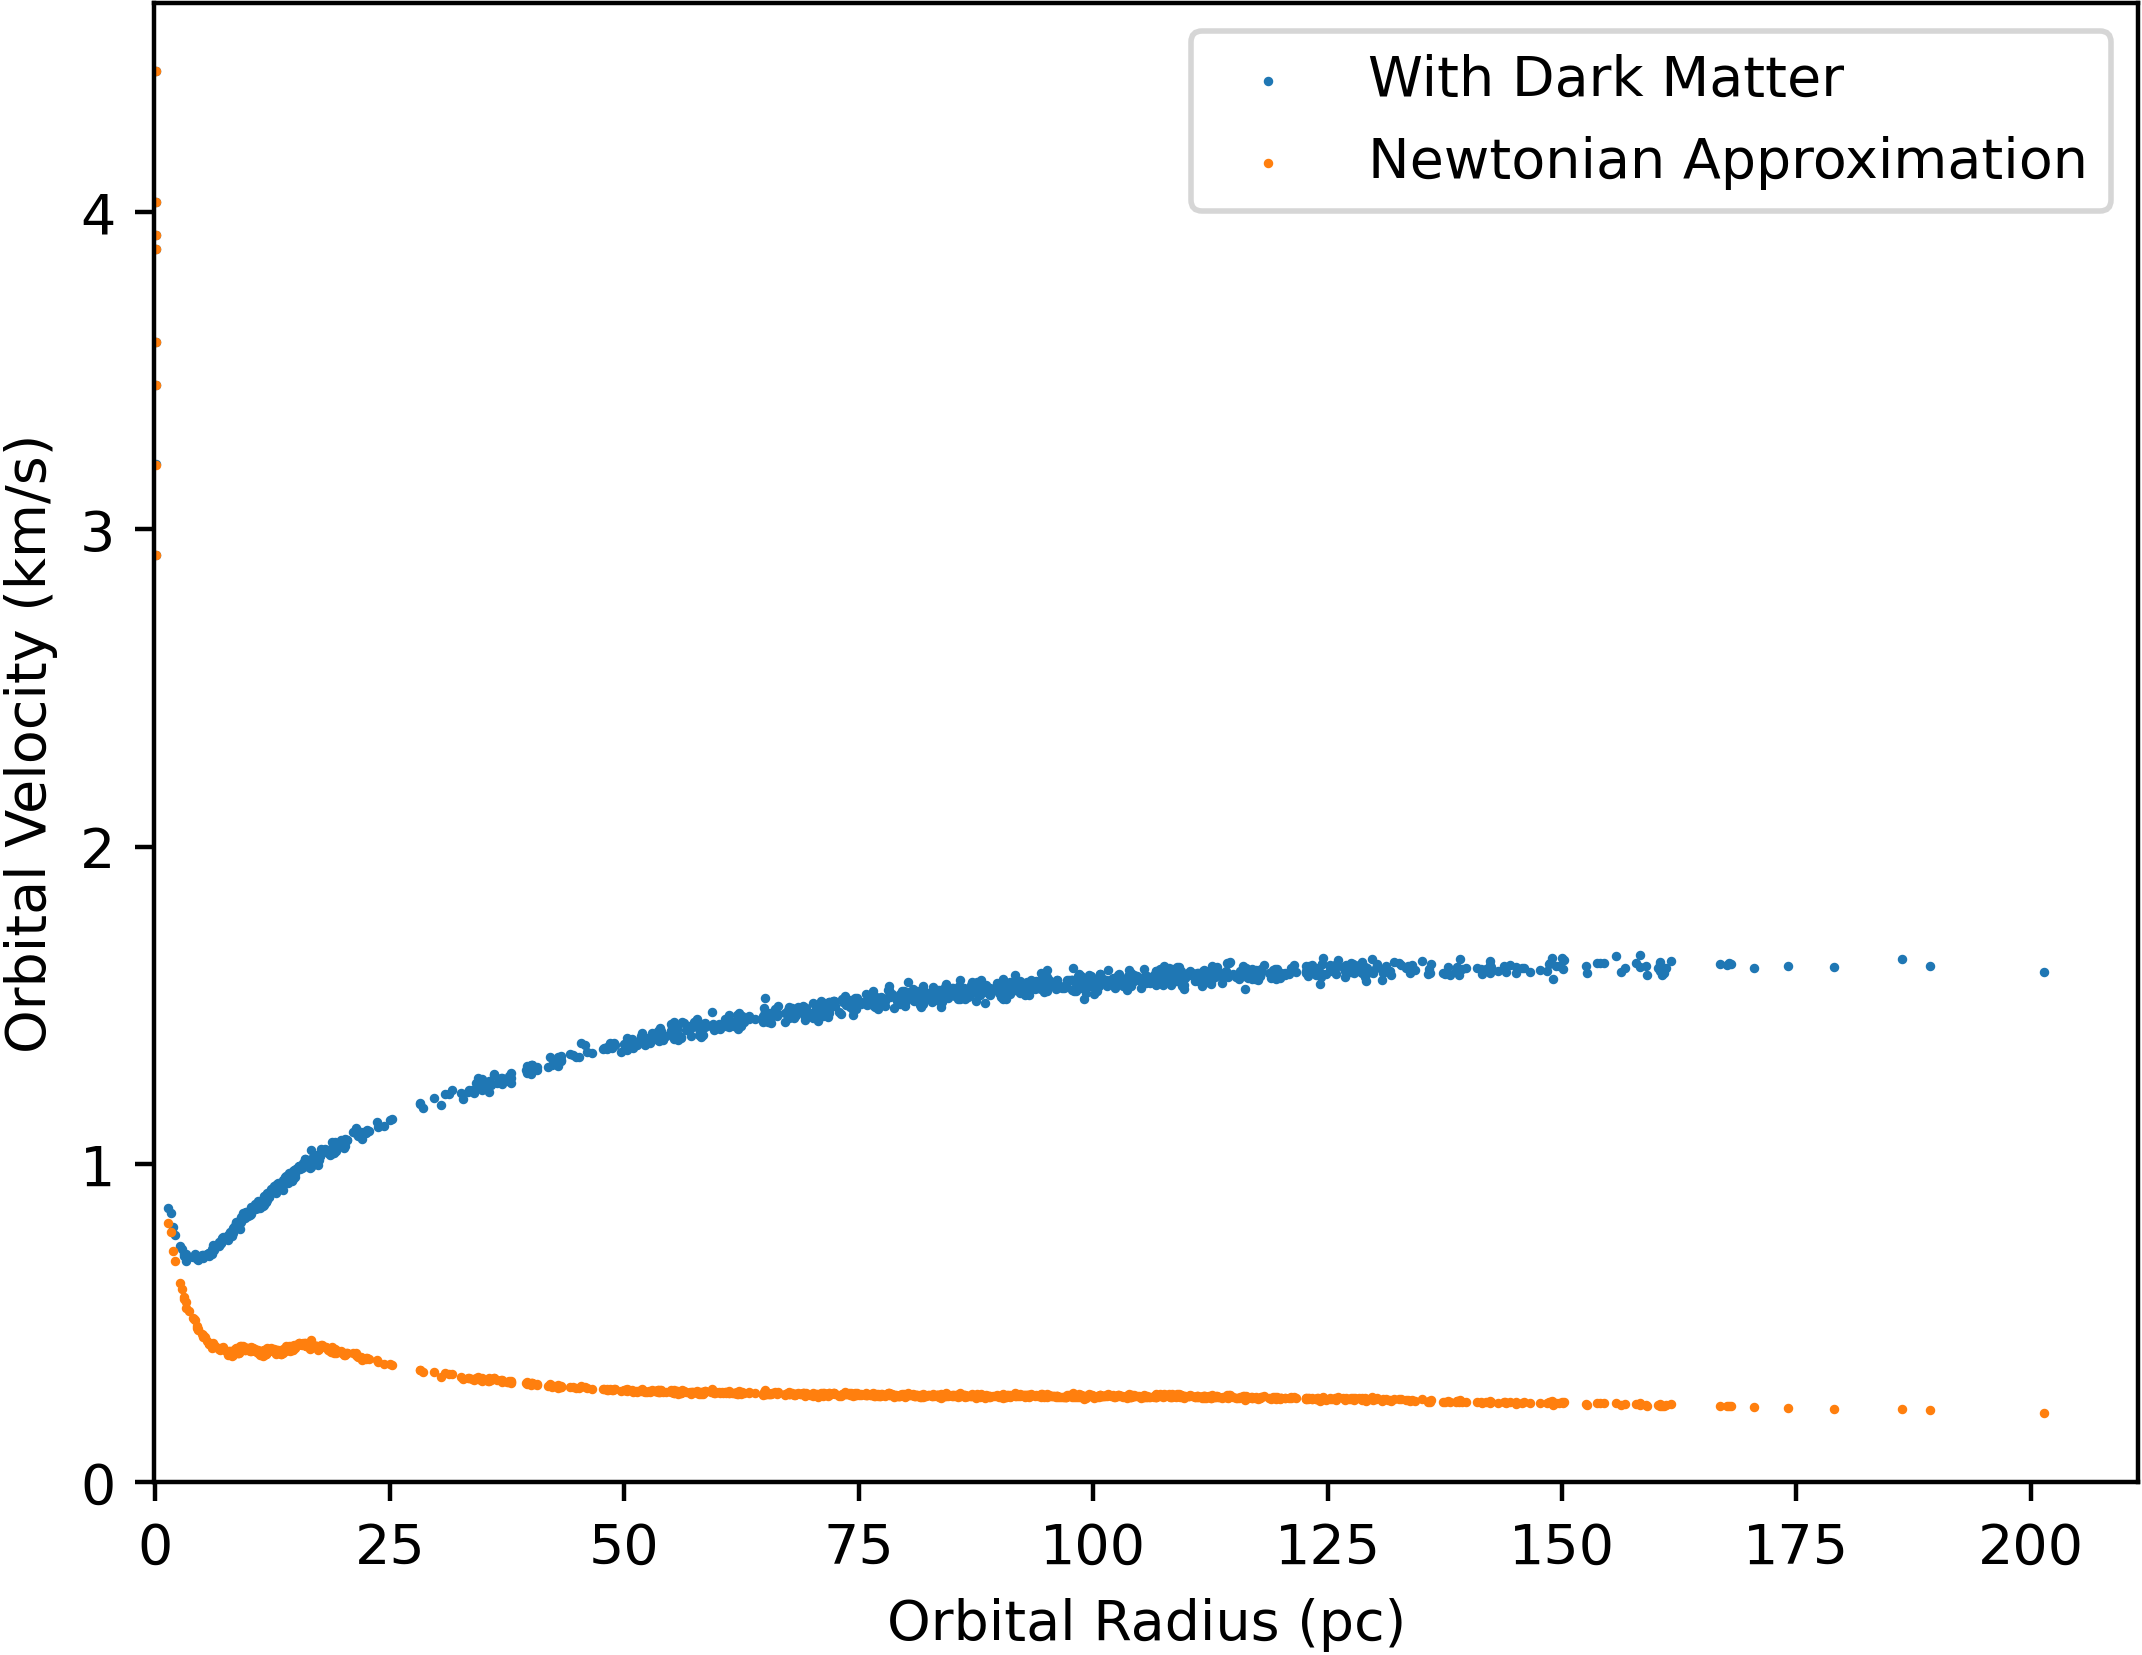 With Dark Matter
Newtonian Approximation
Orbital Velocity (km/s)
4
3
2
1
0
0 25 50 75 100 125 150 175 200
Orbital Radius (pc)